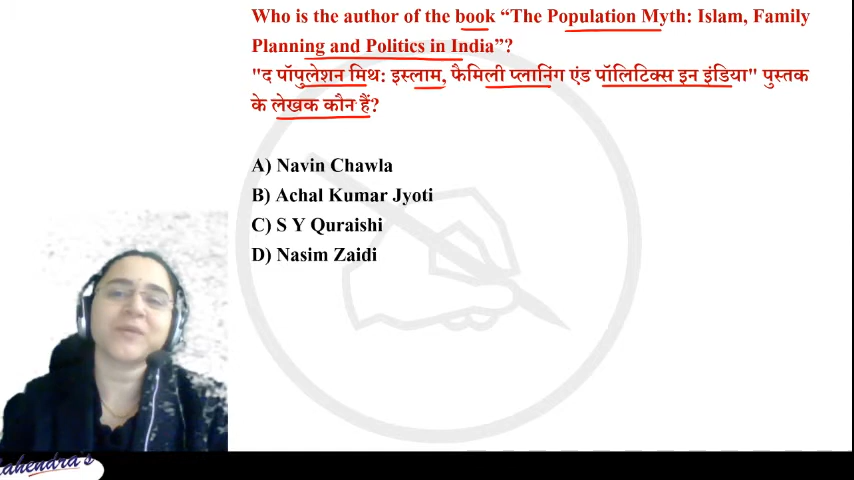 Who is the author of the book “The Population Myth: Islam, Family
Planning and Politics in India”?
"द पॉपुलेशन मिथ: इस्लाम, फैमिली प्लानिंग एंड पॉलिटिक्स इन इंडिया" पुस्तक
के लेखक कौन हैं?
A) Navin Chawla
B) Achal Kumar Jyoti
C) S Y Quraishi
D) Nasim Zaidi
ahendra's